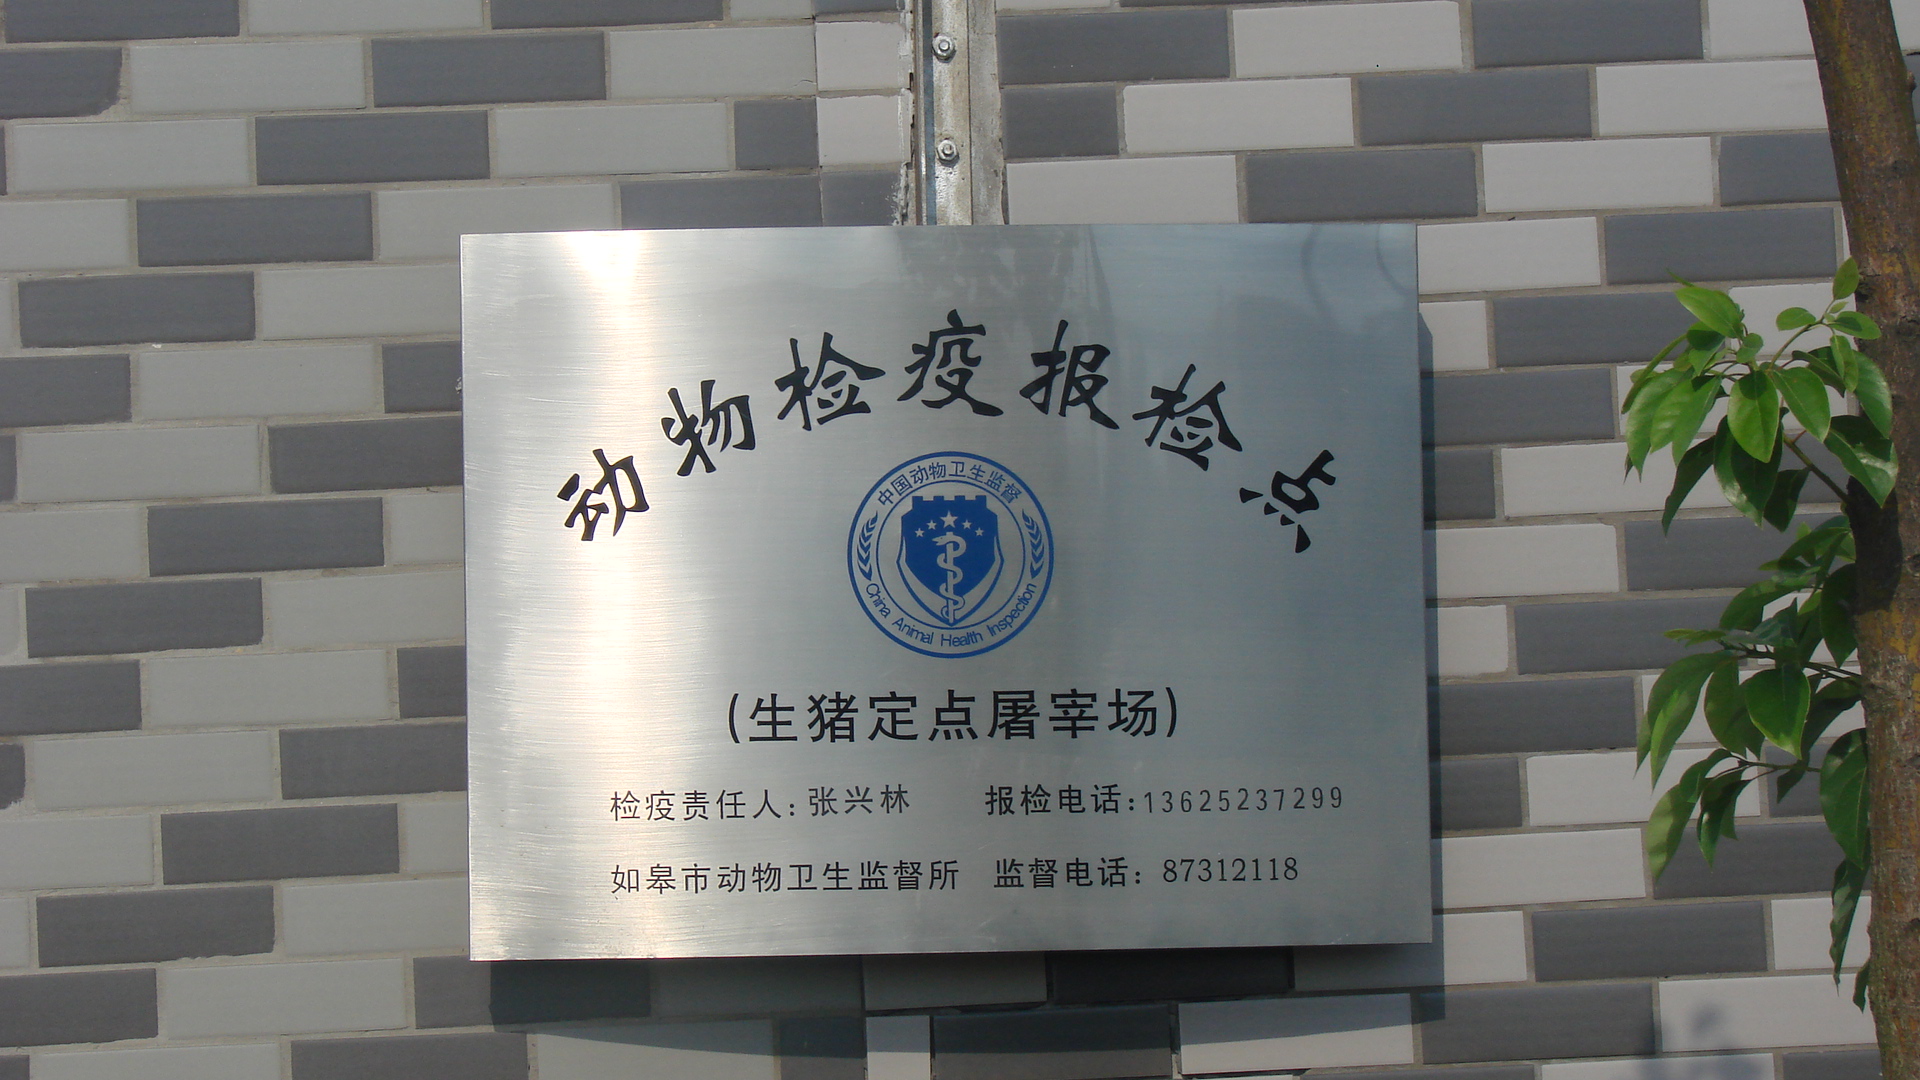 动物检疫报检点
中国动物卫生监督
China Animal Health Inspection
(生猪定点屠宰场)
检疫责任人: 张兴林 报检电话:13625237299
如皋市动物卫生监督所 监督电话: 87312118